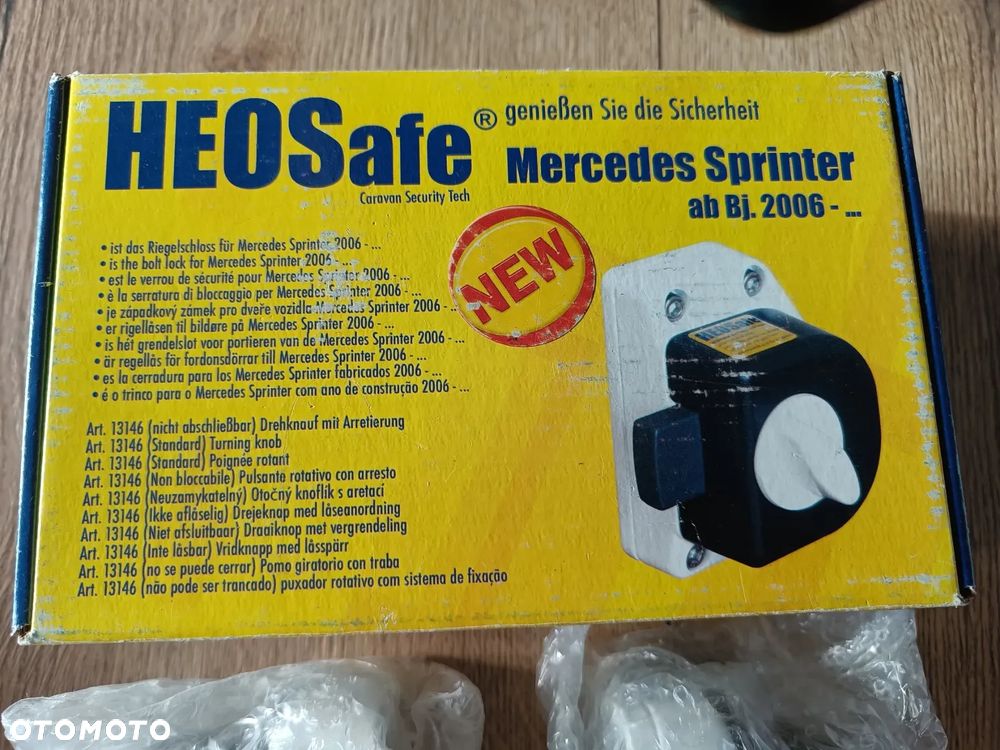 HEOSafe®
Caravan Security Tech
genießen Sie die Sicherheit
Mercedes Sprinter
ab Bj. 2006 - ...
NEW
HEOSafe
• ist das Riegelschloss für Mercedes Sprinter 2006 - ...
• is the bolt lock for Mercedes Sprinter 2006 - ...
• est le verrou de sécurité pour Mercedes Sprinter 2006 - ...
• è la serratura di bloccaggio per Mercedes Sprinter 2006 - ...
• je západkový zámek pro dveře vozidla Mercedes Sprinter 2006 - ...
• er rigellåsen til bildøre på Mercedes Sprinter 2006 - ...
• is hét grendelslot voor portieren van de Mercedes Sprinter 2006 - ...
• är regellås för fordonsdörrar till Mercedes Sprinter 2006 - ...
• es la cerradura para los Mercedes Sprinter fabricados 2006 - ...
• é o trinco para o Mercedes Sprinter com ano de construção 2006 - ...
Art. 13146 (nicht abschließbar) Drehknauf mit Arretierung
Art. 13146 (Standard) Turning knob
Art. 13146 (Standard) Poignée rotant
Art. 13146 (Non bloccabile) Pulsante rotativo con arresto
Art. 13146 (Neuzamykatelný) Otočný knoflík s aretací
Art. 13146 (Ikke aflåselig) Drejeknap med låseanordning
Art. 13146 (Niet afsluitbaar) Draaiknop met vergrendeling
Art. 13146 (Inte låsbar) Vridknapp med låsspärr
Art. 13146 (no se puede cerrar) Pomo giratorio con traba
Art. 13146 (não pode ser trancado) puxador rotativo com sistema de fixação
OTOMOTO